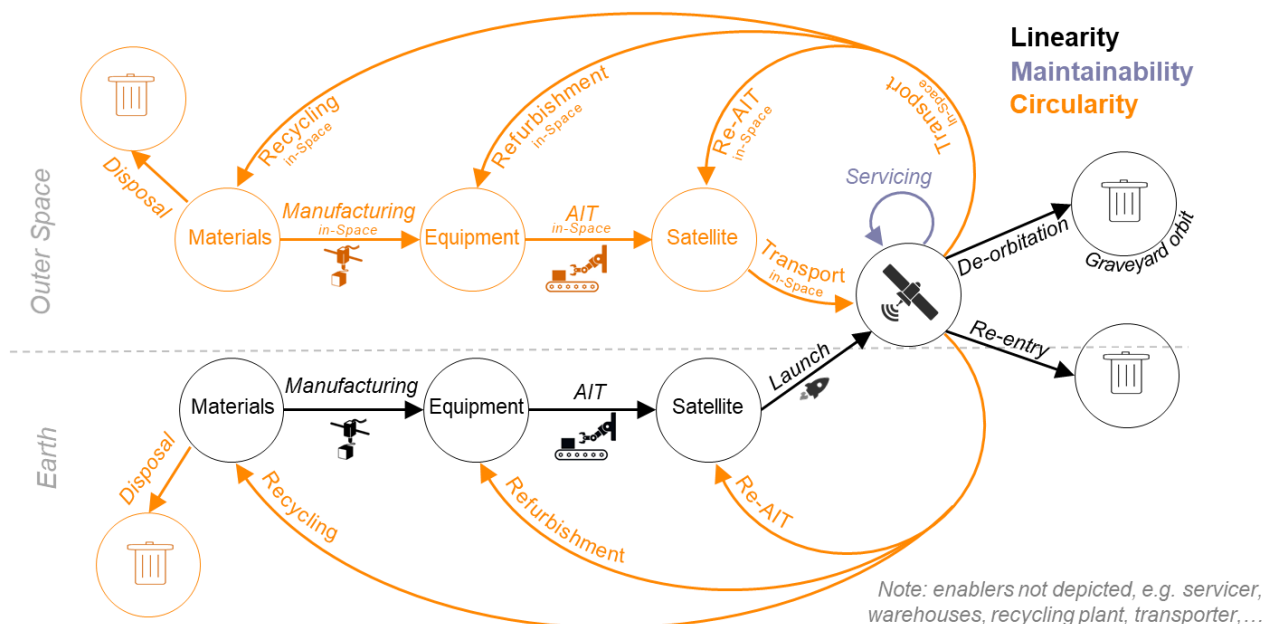 Linearity
Maintainability
Circularity
Outer Space
Disposal
Recycling
in-Space
Refurbishment
in-Space
Re-AIT
in-Space
Transport
in-Space
Servicing
Materials
Manufacturing
in-Space
Equipment
AIT
in-Space
Satellite
Transport
in-Space
De-orbitation
Graveyard orbit
Re-entry
Earth
Materials
Manufacturing
Equipment
AIT
Satellite
Launch
Disposal
Recycling
Refurbishment
Re-AIT
Note: enablers not depicted, e.g. servicer,
warehouses, recycling plant, transporter,…